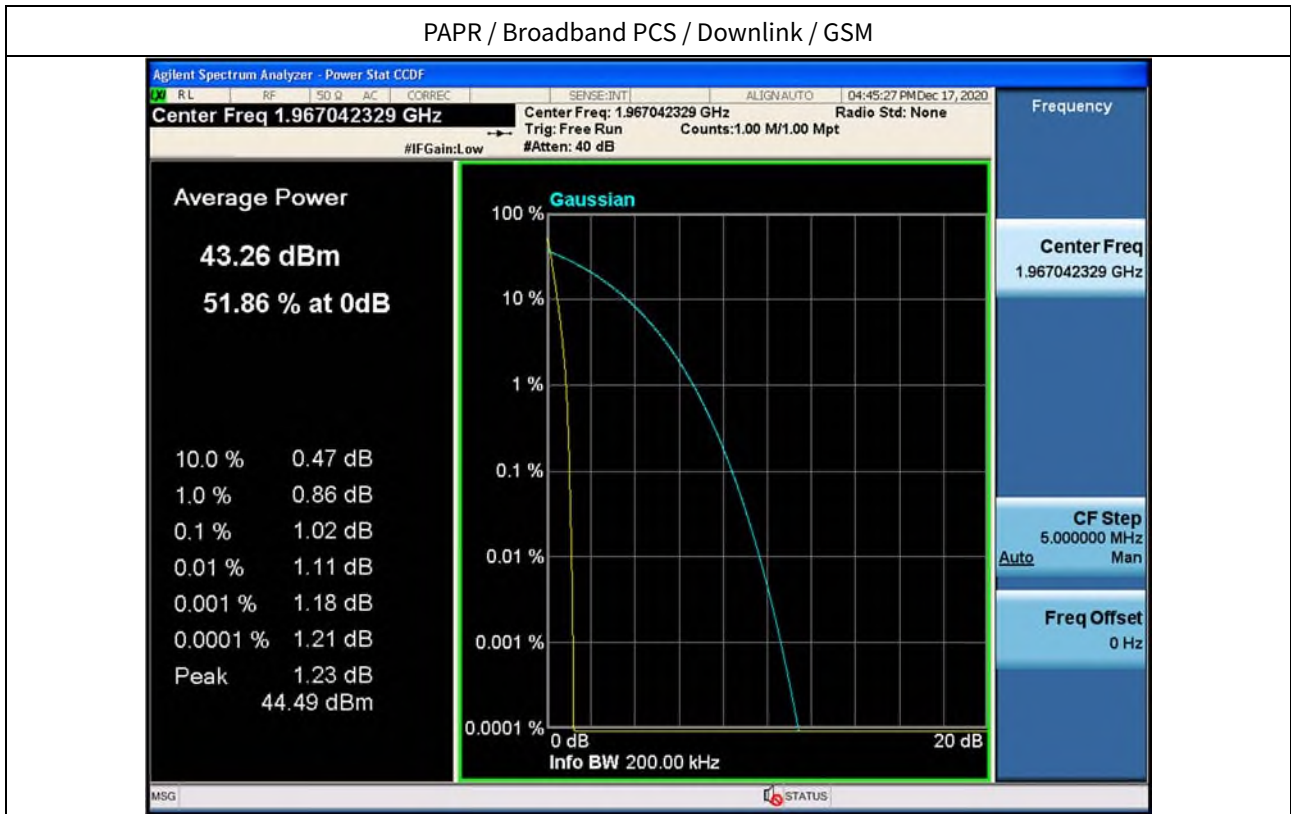 PAPR / Broadband PCS / Downlink / GSM
Agilent Spectrum Analyzer - Power Stat CCDF
LXI RL RF 50 Ω AC CORREC SENSE:INT ALIGNAUTO 04:45:27 PM Dec 17, 2020
Center Freq 1.967042329 GHz
#IFGain:Low
Center Freq: 1.967042329 GHz Radio Std: None
Trig: Free Run Counts:1.00 M/1.00 Mpt
#Atten: 40 dB
Average Power
43.26 dBm
51.86 % at 0dB
10.0 % 0.47 dB
1.0 % 0.86 dB
0.1 % 1.02 dB
0.01 % 1.11 dB
0.001 % 1.18 dB
0.0001 % 1.21 dB
Peak 1.23 dB
44.49 dBm
Gaussian
100 %
10 %
1 %
0.1 %
0.01 %
0.001 %
0.0001 %
0 dB 20 dB
Info BW 200.00 kHz
Frequency
Center Freq
1.967042329 GHz
CF Step
5.000000 MHz
Auto Man
Freq Offset
0 Hz
MSG STATUS